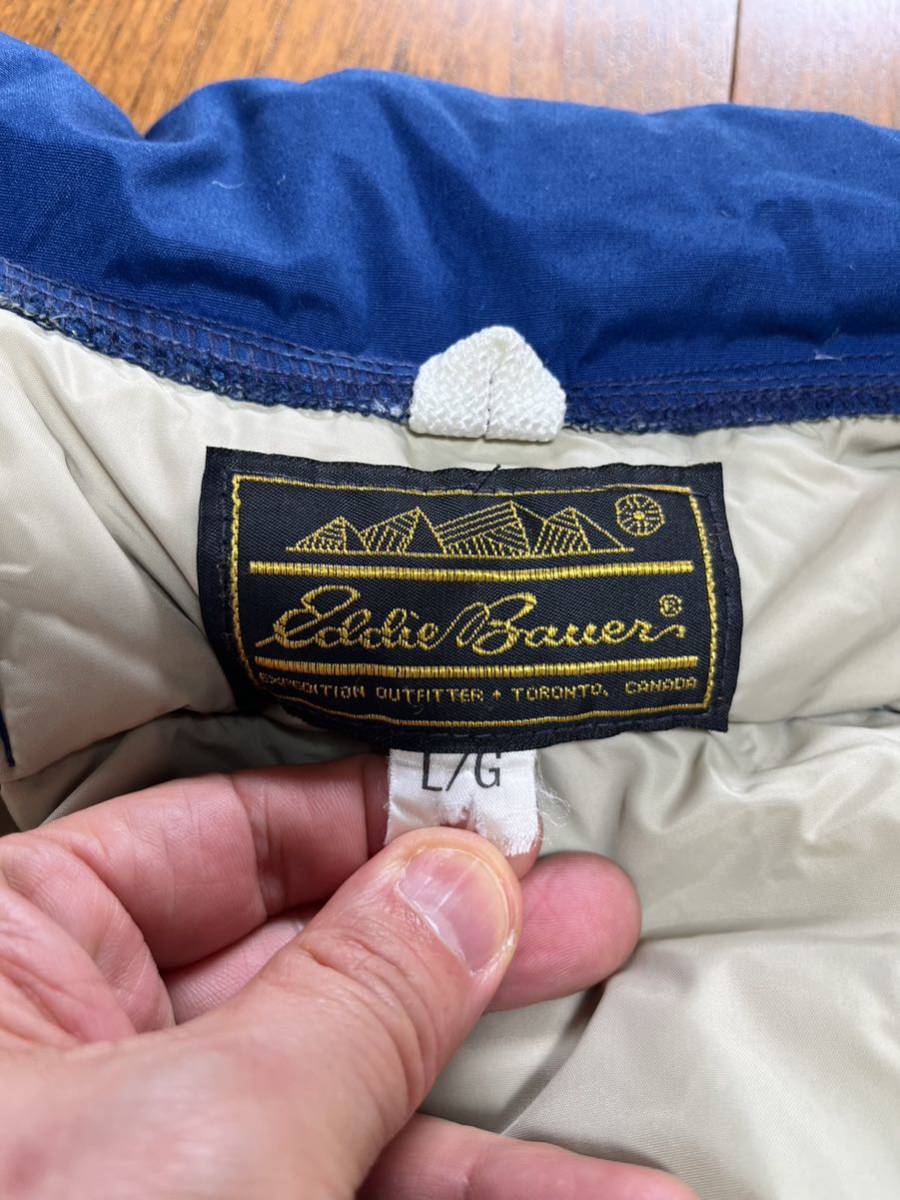 Eddie Bauer ®
EXPEDITION OUTFITTER • TORONTO, CANADA
L/G